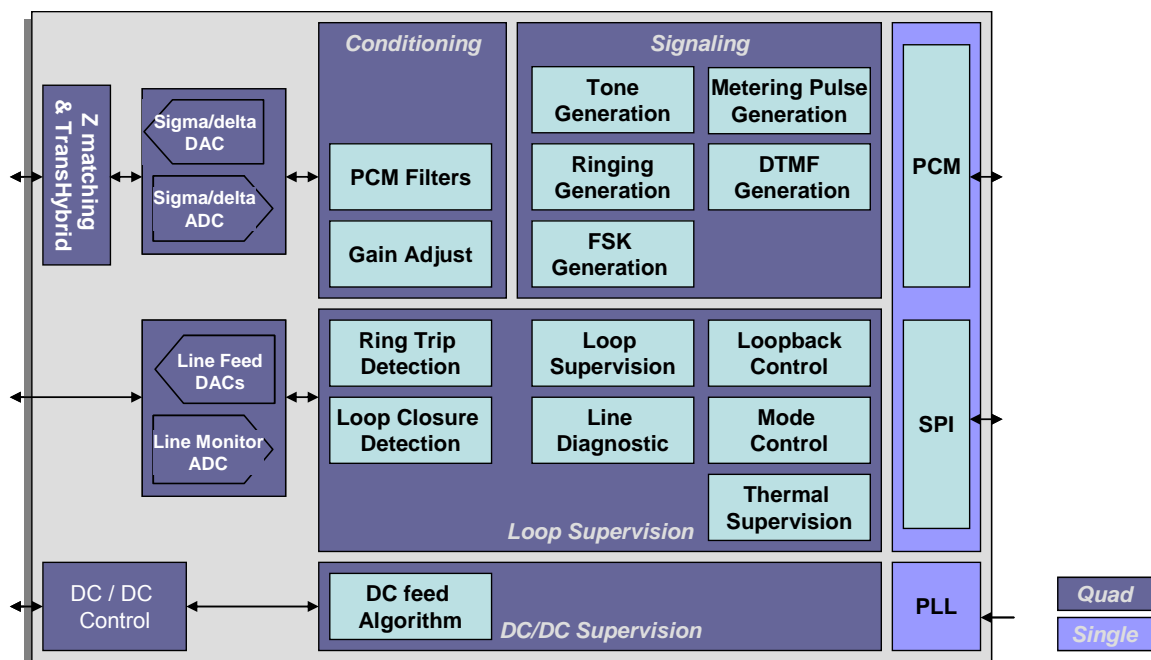 Conditioning
Signaling
Z matching
& TransHybrid
Sigma/delta
DAC
Sigma/delta
ADC
PCM Filters
Gain Adjust
Tone
Generation
Metering Pulse
Generation
Ringing
Generation
DTMF
Generation
FSK
Generation
PCM
Line Feed
DACs
Line Monitor
ADC
Ring Trip
Detection
Loop
Supervision
Loopback
Control
Loop Closure
Detection
Line
Diagnostic
Mode
Control
Thermal
Supervision
Loop Supervision
SPI
DC / DC
Control
DC feed
Algorithm
DC/DC Supervision
PLL
Quad
Single